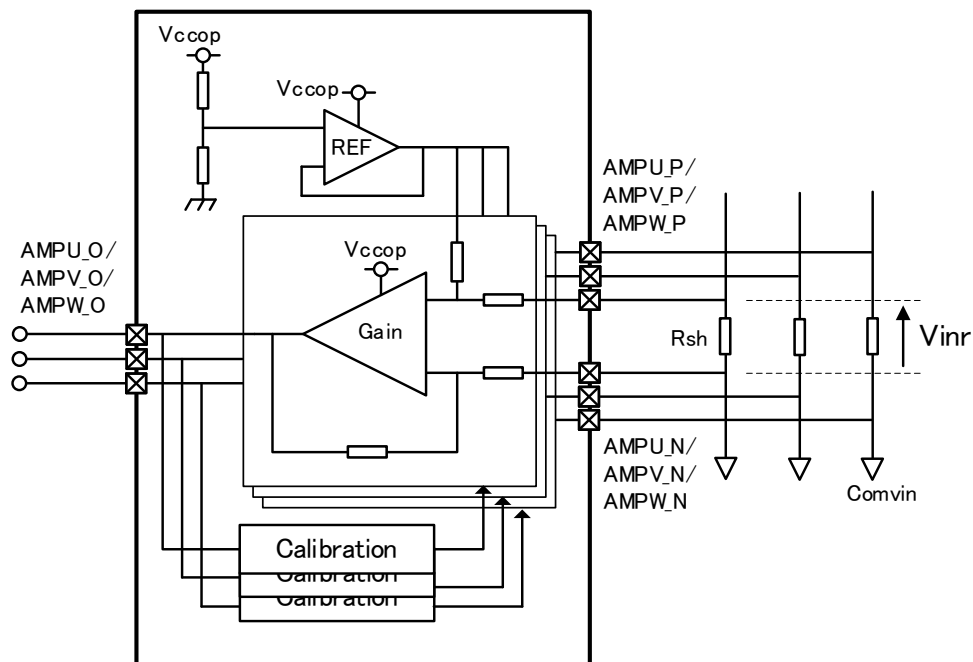 Vccop
Vccop
REF
AMPU_P/
AMPV_P/
AMPW_P
AMPU_O/
AMPV_O/
AMPW_O
Vccop
Gain
Rsh
Vinr
AMPU_N/
AMPV_N/
AMPW_N
Comvin
Calibration
Calibration
Calibration